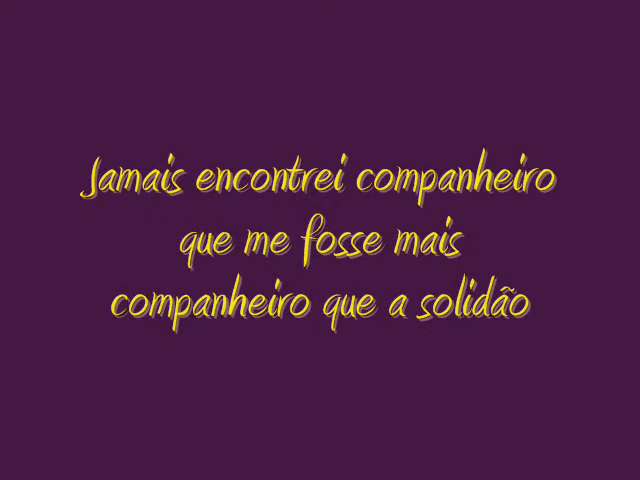 Jamais encontrei companheiro
que me fosse mais
companheiro que a solidão